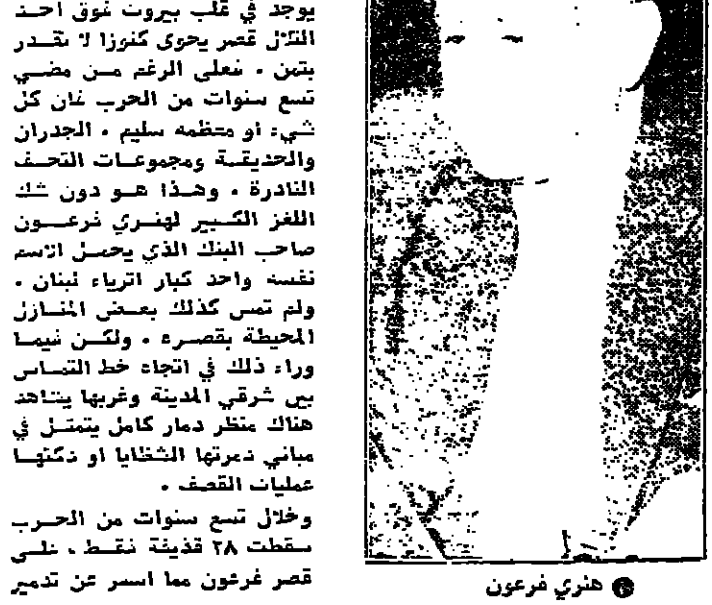 يوجد في قلب بيروت فوق احد
التلال قصر يحوى كنوزا لا تقدر
بثمن . فعلى الرغم من مضي
تسع سنوات من الحرب فان كل
شيء او معظمه سليم . الجدران
والحديقة ومجموعات التحف
النادرة . وهذا هو دون شك
اللغز الكبير لهنري فرعون
صاحب البنك الذي يحمل الاسم
نفسه واحد كبار اثرياء لبنان .
ولم تمس كذلك بعض المنازل
المحيطة بقصره . ولكن فيما
وراء ذلك في اتجاه خط التماس
بين شرقي المدينة وغربها يشاهد
هناك منظر دمار كامل يتمثل في
مباني دمرتها الشظايا او دكتها
عمليات القصف .
وخلال تسع سنوات من الحرب
سقطت ٢٨ قذيفة فقط . على
قصر فرعون مما اسفر عن تدمير
هنري فرعون